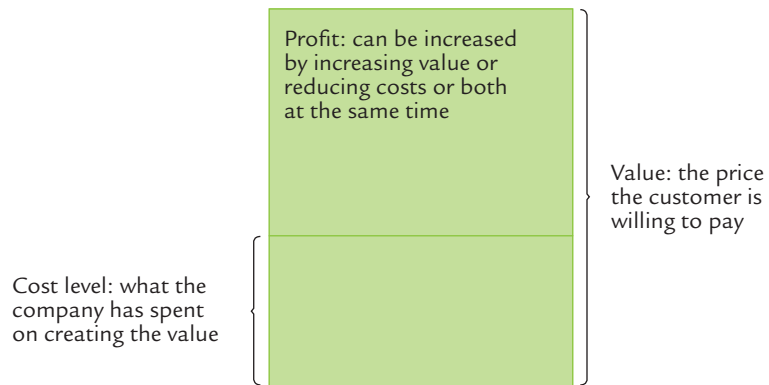 Profit: can be increased
by increasing value or
reducing costs or both
at the same time
Value: the price
the customer is
willing to pay
Cost level: what the
company has spent
on creating the value